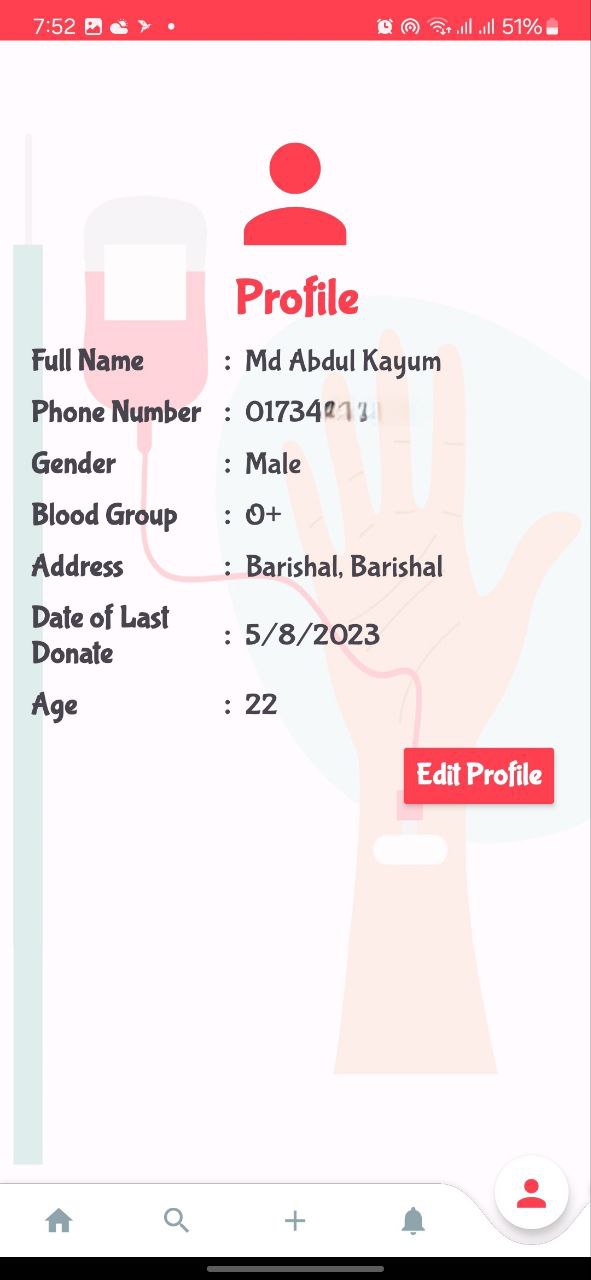 7:52
51%
Profile
Full Name : Md Abdul Kayum
Phone Number : 01734
Gender : Male
Blood Group : O+
Address : Barishal, Barishal
Date of Last
Donate : 5/8/2023
Age : 22
Edit Profile